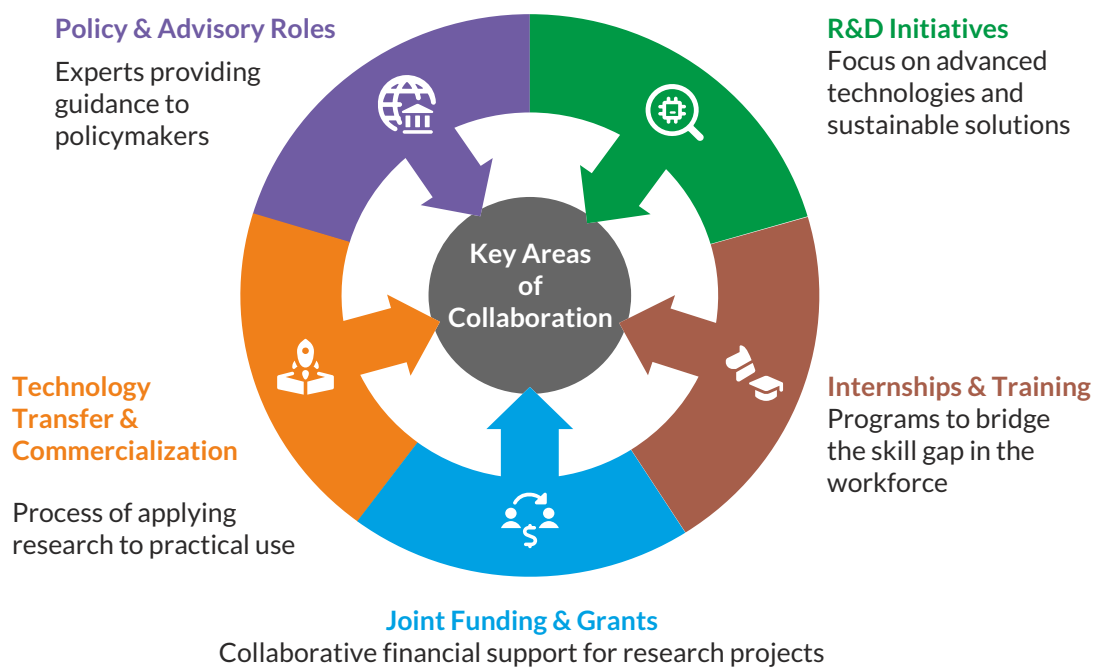 Policy & Advisory Roles
Experts providing
guidance to
policymakers
R&D Initiatives
Focus on advanced
technologies and
sustainable solutions
Key Areas
of
Collaboration
Technology
Transfer &
Commercialization
Process of applying
research to practical use
Internships & Training
Programs to bridge
the skill gap in the
workforce
$
Joint Funding & Grants
Collaborative financial support for research projects